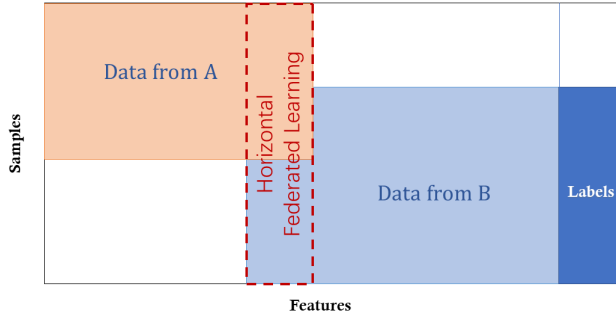 Data from A
Horizontal
Federated Learning
Samples
Data from B
Labels
Features